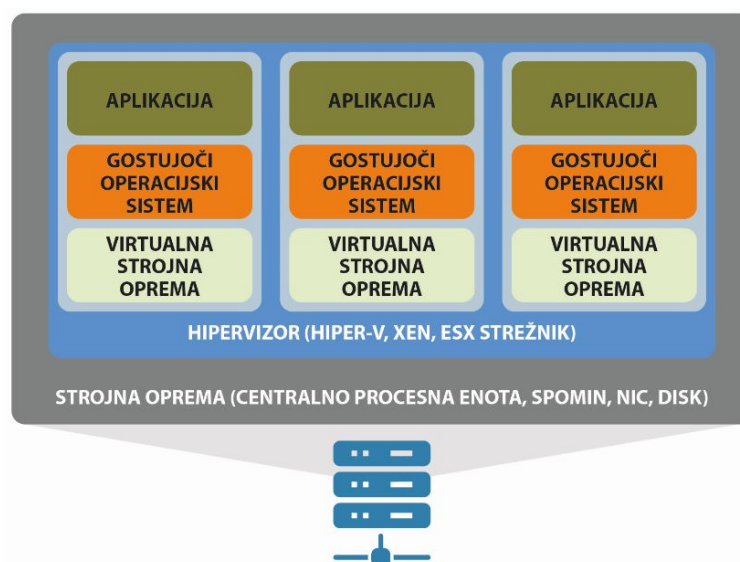 APLIKACIJA
GOSTUJOČI
OPERACIJSKI
SISTEM
VIRTUALNA
STROJNA
OPREMA
APLIKACIJA
GOSTUJOČI
OPERACIJSKI
SISTEM
VIRTUALNA
STROJNA
OPREMA
APLIKACIJA
GOSTUJOČI
OPERACIJSKI
SISTEM
VIRTUALNA
STROJNA
OPREMA
HIPERVIZOR (HIPER-V, XEN, ESX STREŽNIK)
STROJNA OPREMA (CENTRALNO PROCESNA ENOTA, SPOMIN, NIC, DISK)